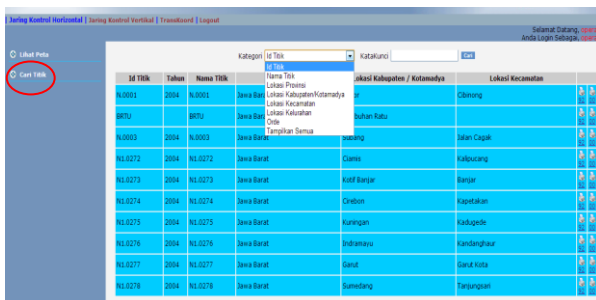 | Jaring Kontrol Horizontal | Jaring Kontrol Vertikal | TransKoord | Logout
Selamat Datang,
Anda Login Sebagai,
Lihat Peta
Cari Titik
Kategori Id Titik KataKunci Cari
Id Titik
Nama Titik
Lokasi Provinsi
Lokasi Kabupaten/Kotamadya
Lokasi Kecamatan
Lokasi Kelurahan
Orde
Tampilkan Semua
Id Titik Tahun Nama Titik Lokasi Kabupaten / Kotamadya Lokasi Kecamatan
N.0001 2004 N.0001 Jawa Barat Cibinong
BRTU BRTU Jawa Bara buhan Ratu
N.0003 2004 N.0003 Jawa Barat Subang Jalan Cagak
N1.0272 2004 N1.0272 Jawa Barat Ciamis Kalipucang
N1.0273 2004 N1.0273 Jawa Barat Kotif Banjar Banjar
N1.0274 2004 N1.0274 Jawa Barat Cirebon Kapetakan
N1.0275 2004 N1.0275 Jawa Barat Kuningan Kadugede
N1.0276 2004 N1.0276 Jawa Barat Indramayu Kandanghaur
N1.0277 2004 N1.0277 Jawa Barat Garut Garut Kota
N1.0278 2004 N1.0278 Jawa Barat Sumedang Tanjungsari